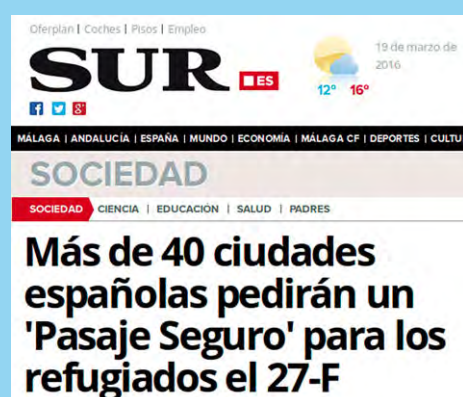 Oferplan | Coches | Pisos | Empleo
SUR ES
19 de marzo de
2016
12° 16°
MÁLAGA | ANDALUCÍA | ESPAÑA | MUNDO | ECONOMÍA | MÁLAGA CF | DEPORTES | CULTU
SOCIEDAD
SOCIEDAD CIENCIA | EDUCACIÓN | SALUD | PADRES
Más de 40 ciudades
españolas pedirán un
'Pasaje Seguro' para los
refugiados el 27-F